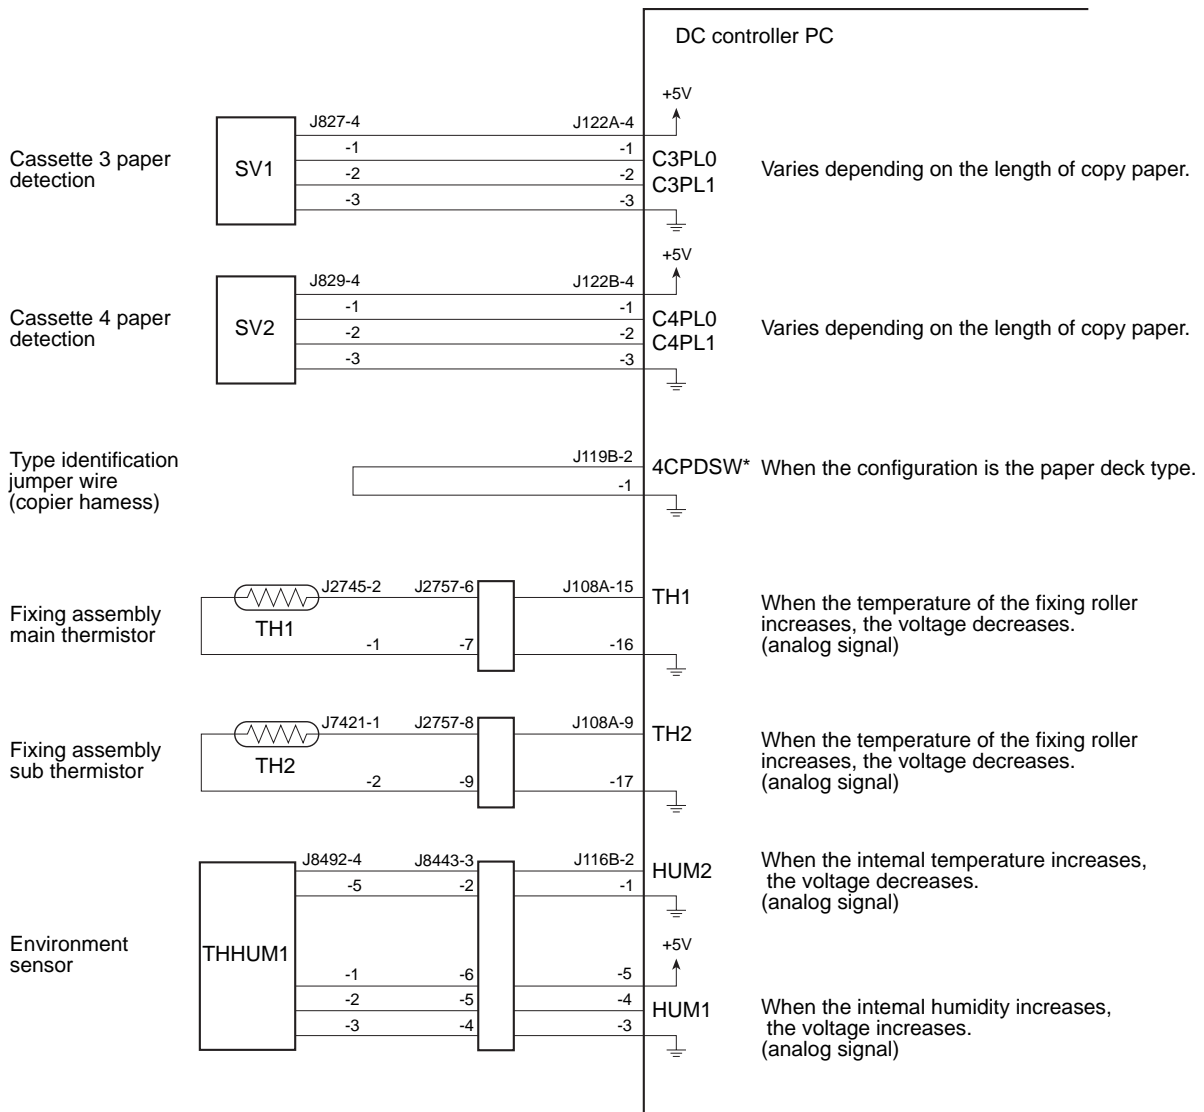 DC controller PC
+5V
J827-4
J122A-4
Cassette 3 paper
detection
SV1
-1
-1
C3PL0
-2
-2
C3PL1
-3
-3
Varies depending on the length of copy paper.
+5V
J829-4
J122B-4
Cassette 4 paper
detection
SV2
-1
-1
C4PL0
-2
-2
C4PL1
-3
-3
Varies depending on the length of copy paper.
Type identification
jumper wire
(copier hamess)
J119B-2
-1
4CPDSW*
When the configuration is the paper deck type.
Fixing assembly
main thermistor
J2745-2
J2757-6
J108A-15
TH1
TH1
-1
-7
-16
When the temperature of the fixing roller
increases, the voltage decreases.
(analog signal)
Fixing assembly
sub thermistor
J7421-1
J2757-8
J108A-9
TH2
TH2
-2
-9
-17
When the temperature of the fixing roller
increases, the voltage decreases.
(analog signal)
Environment
sensor
THHUM1
J8492-4
J8443-3
J116B-2
HUM2
-5
-2
-1
When the internal temperature increases,
the voltage decreases.
(analog signal)
+5V
-1
-6
-5
-2
-5
-4
HUM1
-3
-4
-3
When the internal humidity increases,
the voltage increases.
(analog signal)